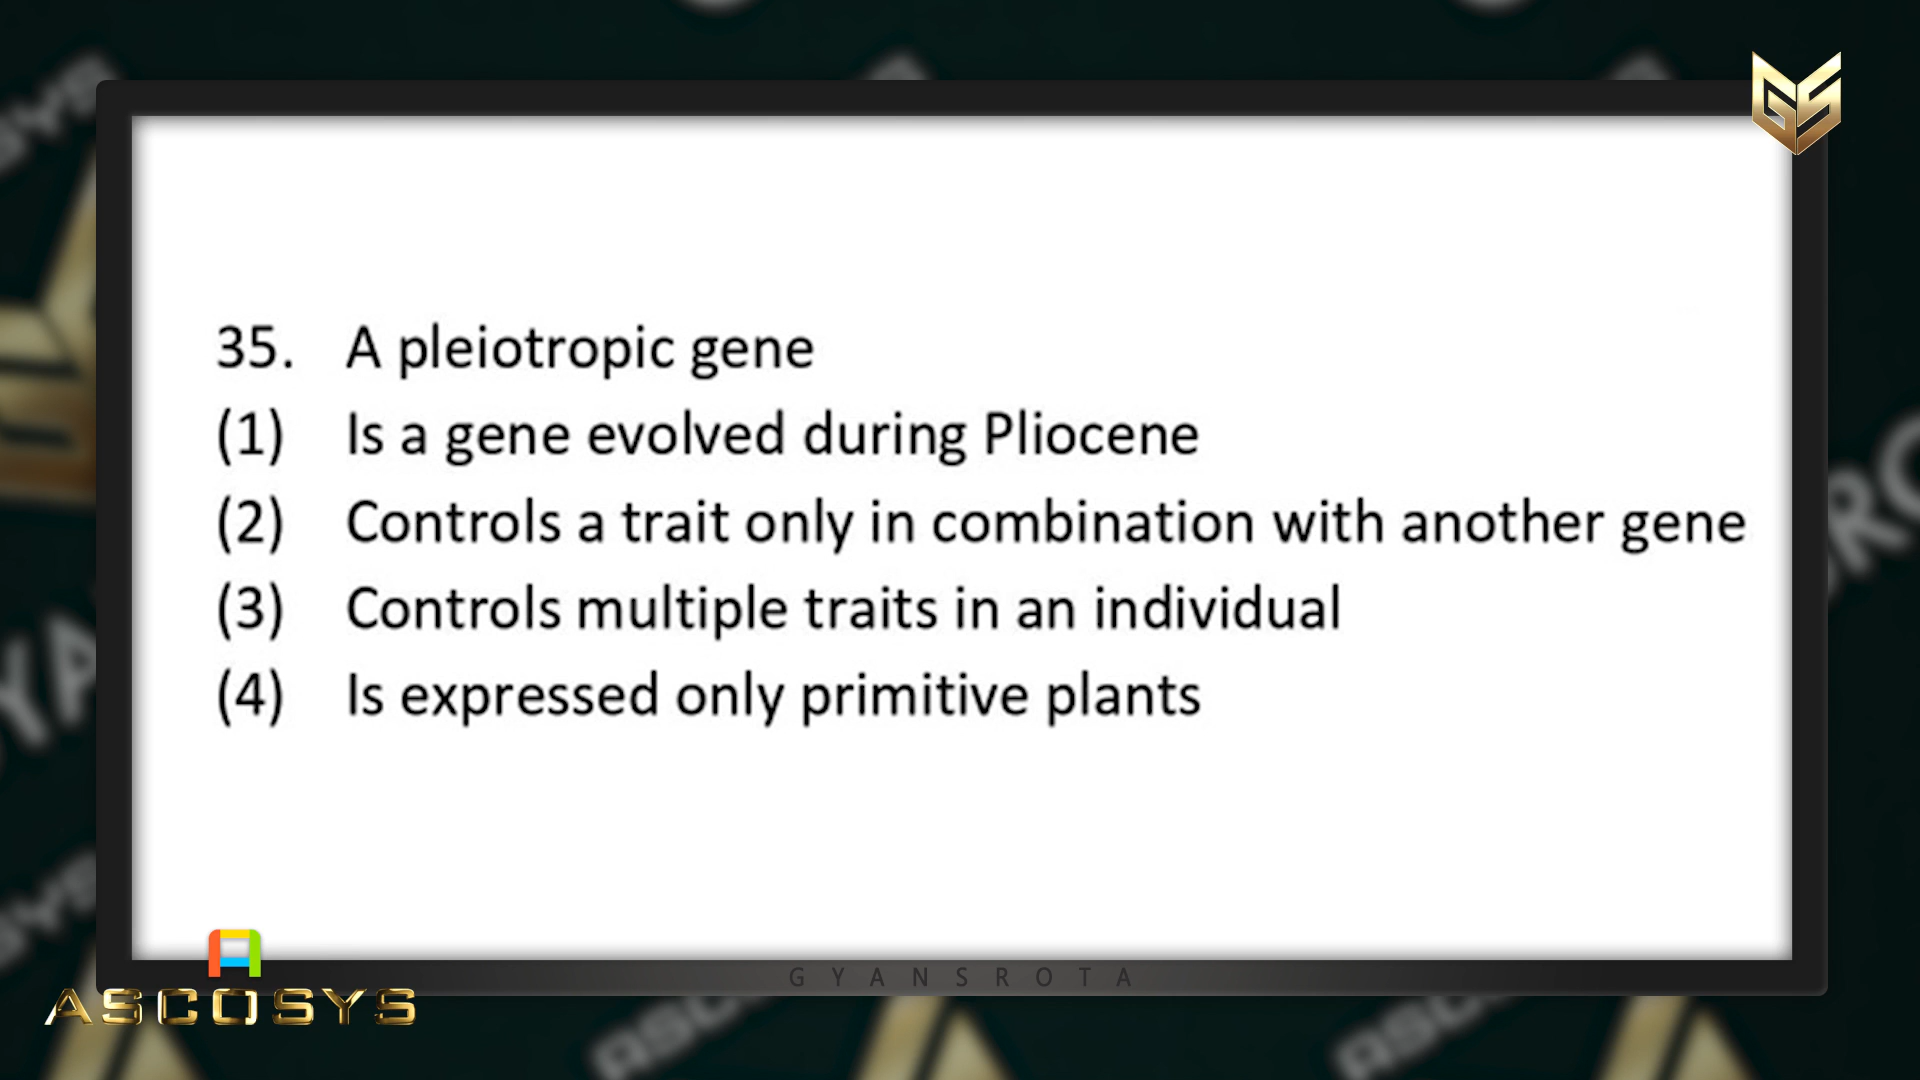 35. A pleiotropic gene
(1) Is a gene evolved during Pliocene
(2) Controls a trait only in combination with another gene
(3) Controls multiple traits in an individual
(4) Is expressed only primitive plants
GYANSROTA
ASCOSYS